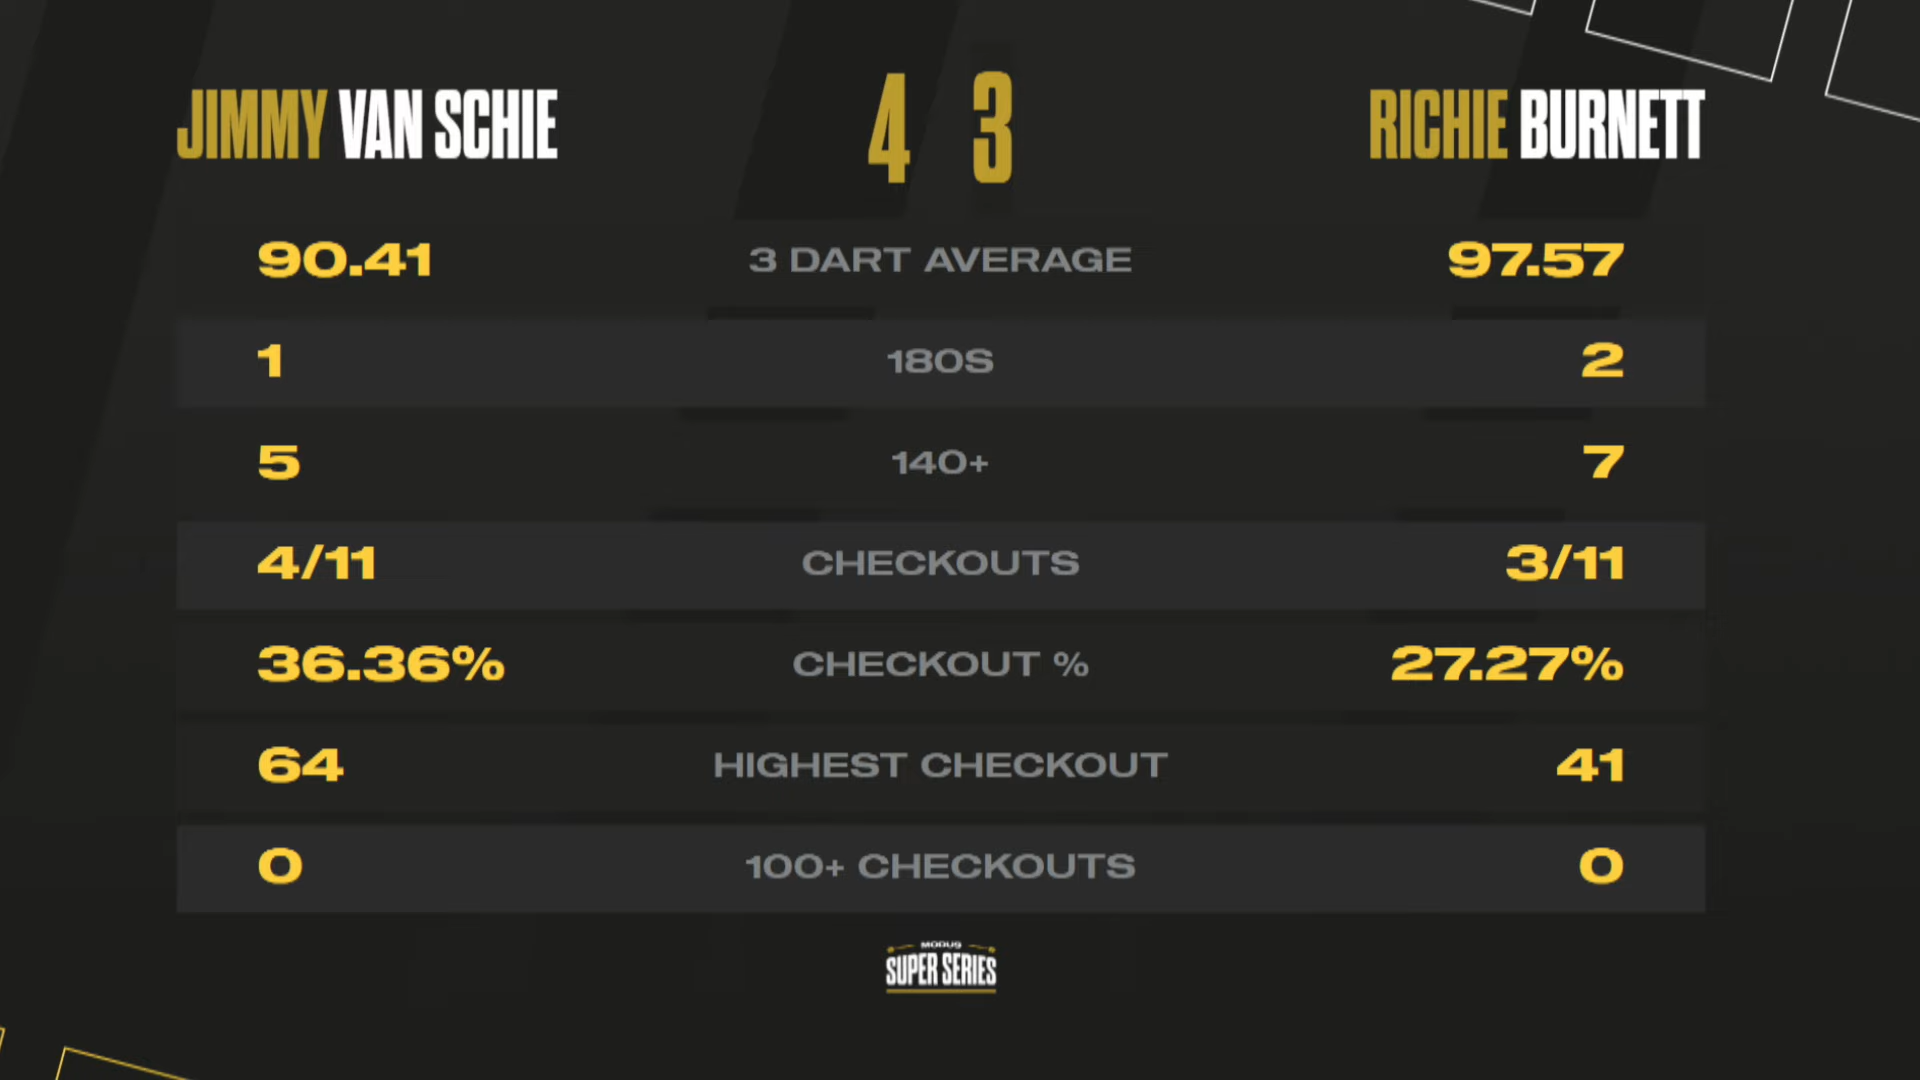 JIMMY VAN SCHIE 4 3 RICHIE BURNETT
90.41 3 DART AVERAGE 97.57
1 180S 2
5 140+ 7
4/11 CHECKOUTS 3/11
36.36% CHECKOUT % 27.27%
64 HIGHEST CHECKOUT 41
0 100+ CHECKOUTS 0
MODUS
SUPER SERIES